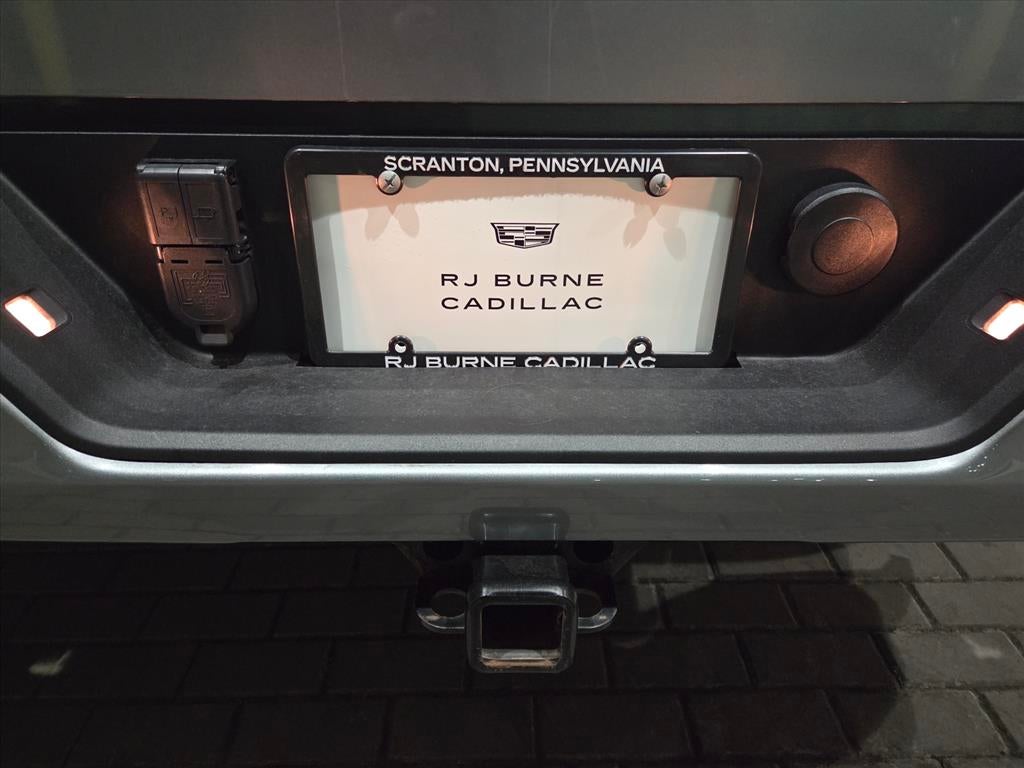 SCRANTON, PENNSYLVANIA
RJ BURNE
CADILLAC
RJ BURNE CADILLAC